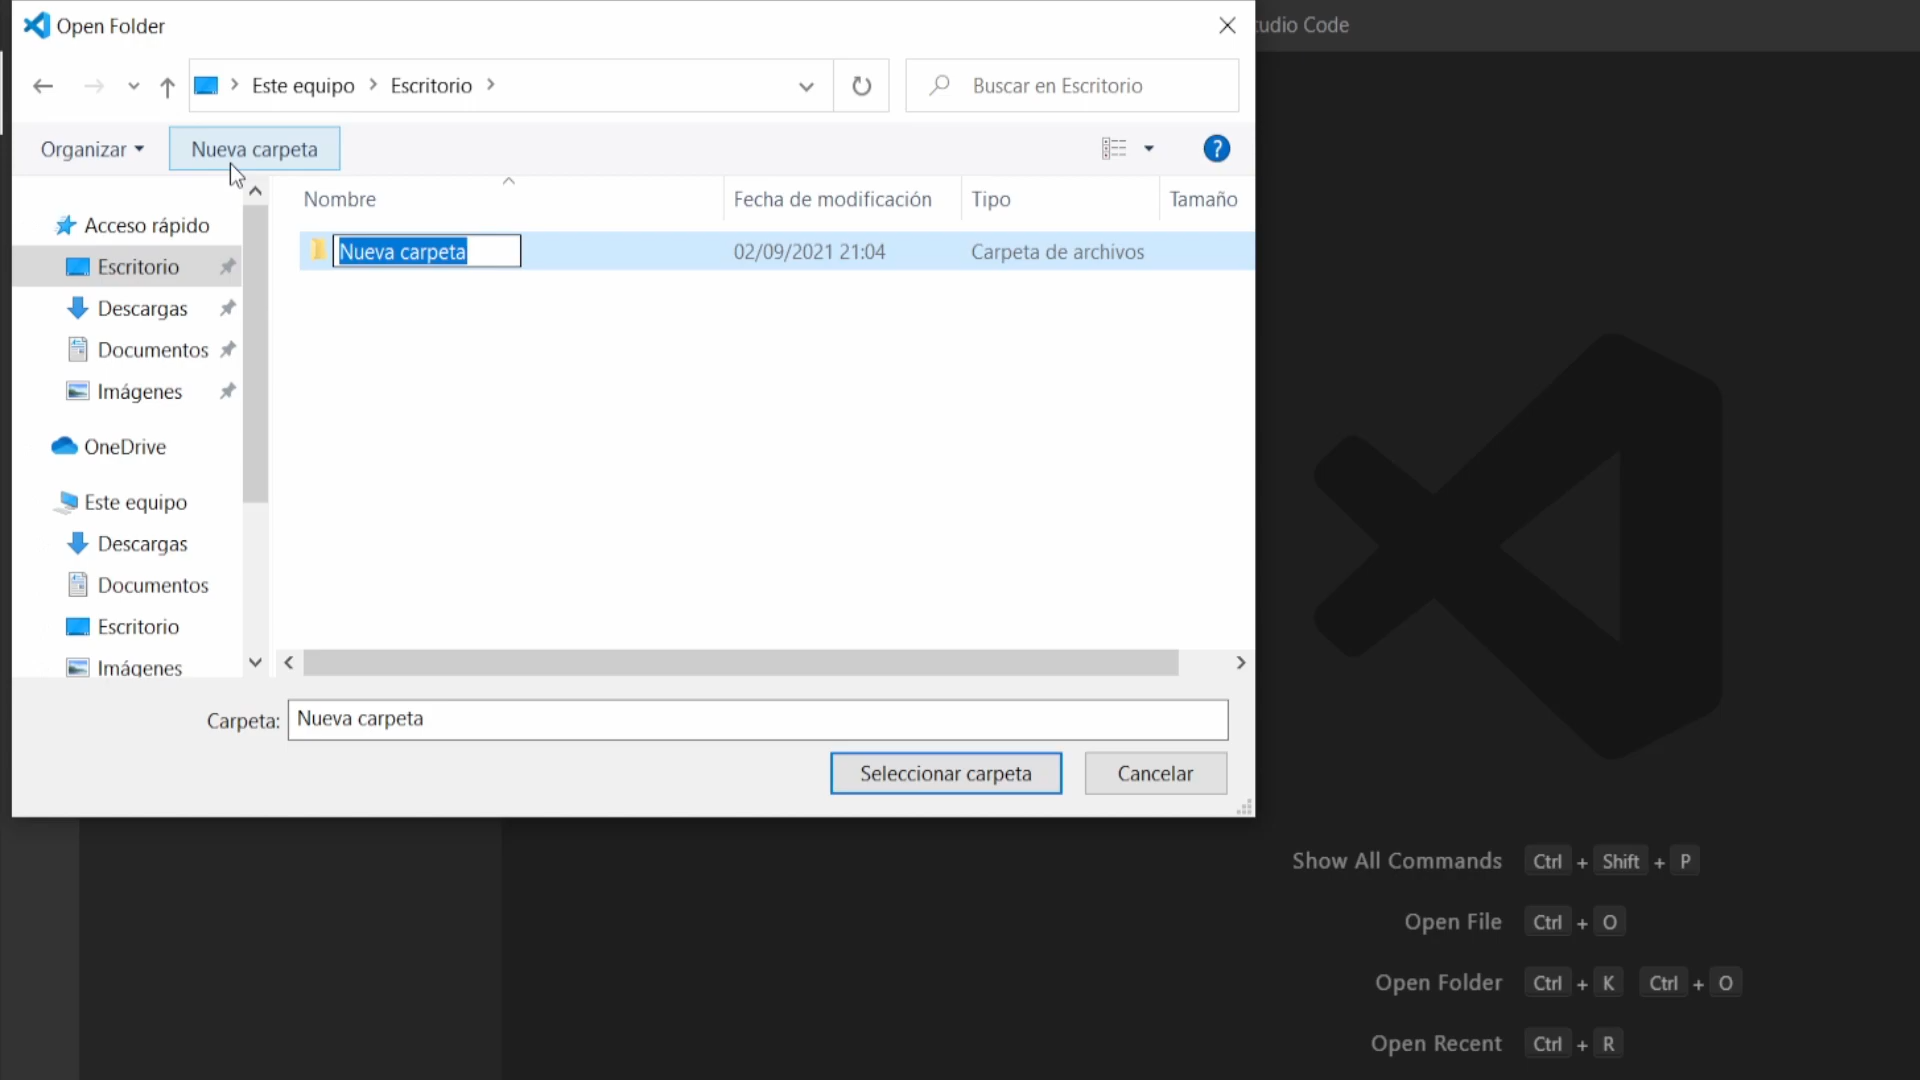 Open Folder
tudio Code
Este equipo
Escritorio
Buscar en Escritorio
Organizar
Nueva carpeta
?
Nombre
Fecha de modificación
Tipo
Tamaño
Acceso rápido
Escritorio
Descargas
Documentos
Imágenes
OneDrive
Este equipo
Descargas
Documentos
Escritorio
Imágenes
Nueva carpeta
02/09/2021 21:04
Carpeta de archivos
Carpeta:
Nueva carpeta
Seleccionar carpeta
Cancelar
Show All Commands Ctrl + Shift + P
Open File Ctrl + O
Open Folder Ctrl + K Ctrl + O
Open Recent Ctrl + R